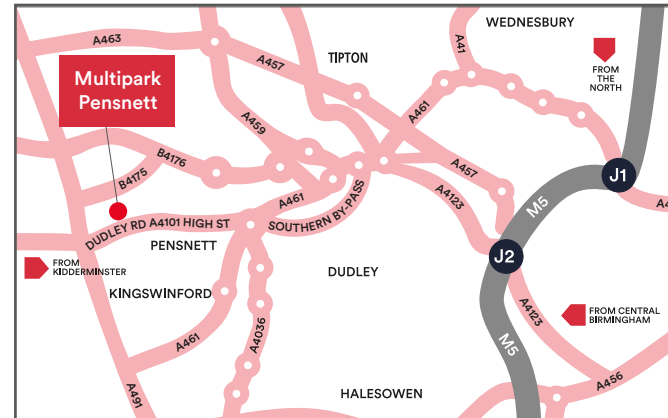 WEDNESBURY
A463
A41
TIPTON
Multipark
Pensnett
A457
FROM
THE
NORTH
A461
A459
B4176
A457
J1
B4175
A461
SOUTHERN BY-PASS
A4123
M5
A4
DUDLEY RD A4101 HIGH ST
PENSNETT
J2
FROM
KIDDERMINSTER
DUDLEY
KINGSWINFORD
A4123
FROM CENTRAL
BIRMINGHAM
A461
A4036
M5
A491
A456
HALESOWEN